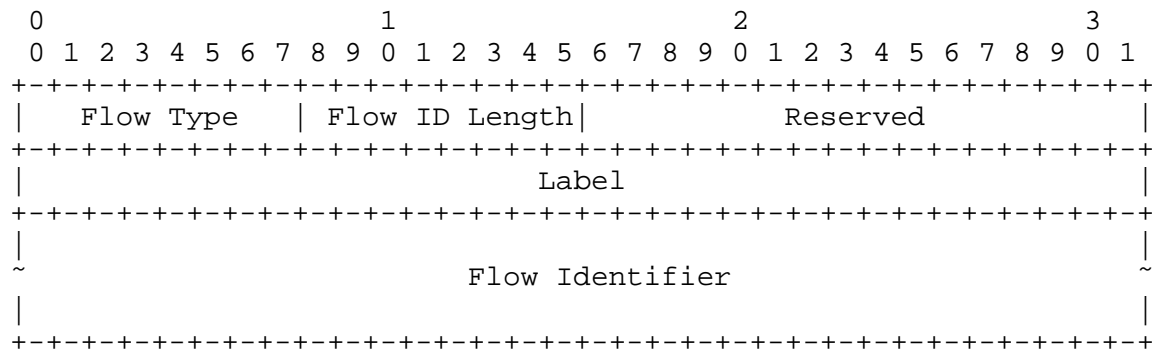 0                   1                   2                   3
 0 1 2 3 4 5 6 7 8 9 0 1 2 3 4 5 6 7 8 9 0 1 2 3 4 5 6 7 8 9 0 1
+-+-+-+-+-+-+-+-+-+-+-+-+-+-+-+-+-+-+-+-+-+-+-+-+-+-+-+-+-+-+-+-+
|   Flow Type   | Flow ID Length|           Reserved            |
+-+-+-+-+-+-+-+-+-+-+-+-+-+-+-+-+-+-+-+-+-+-+-+-+-+-+-+-+-+-+-+-+
|                             Label                             |
+-+-+-+-+-+-+-+-+-+-+-+-+-+-+-+-+-+-+-+-+-+-+-+-+-+-+-+-+-+-+-+-+
|                                                               |
~                         Flow Identifier                       ~
|                                                               |
+-+-+-+-+-+-+-+-+-+-+-+-+-+-+-+-+-+-+-+-+-+-+-+-+-+-+-+-+-+-+-+-+